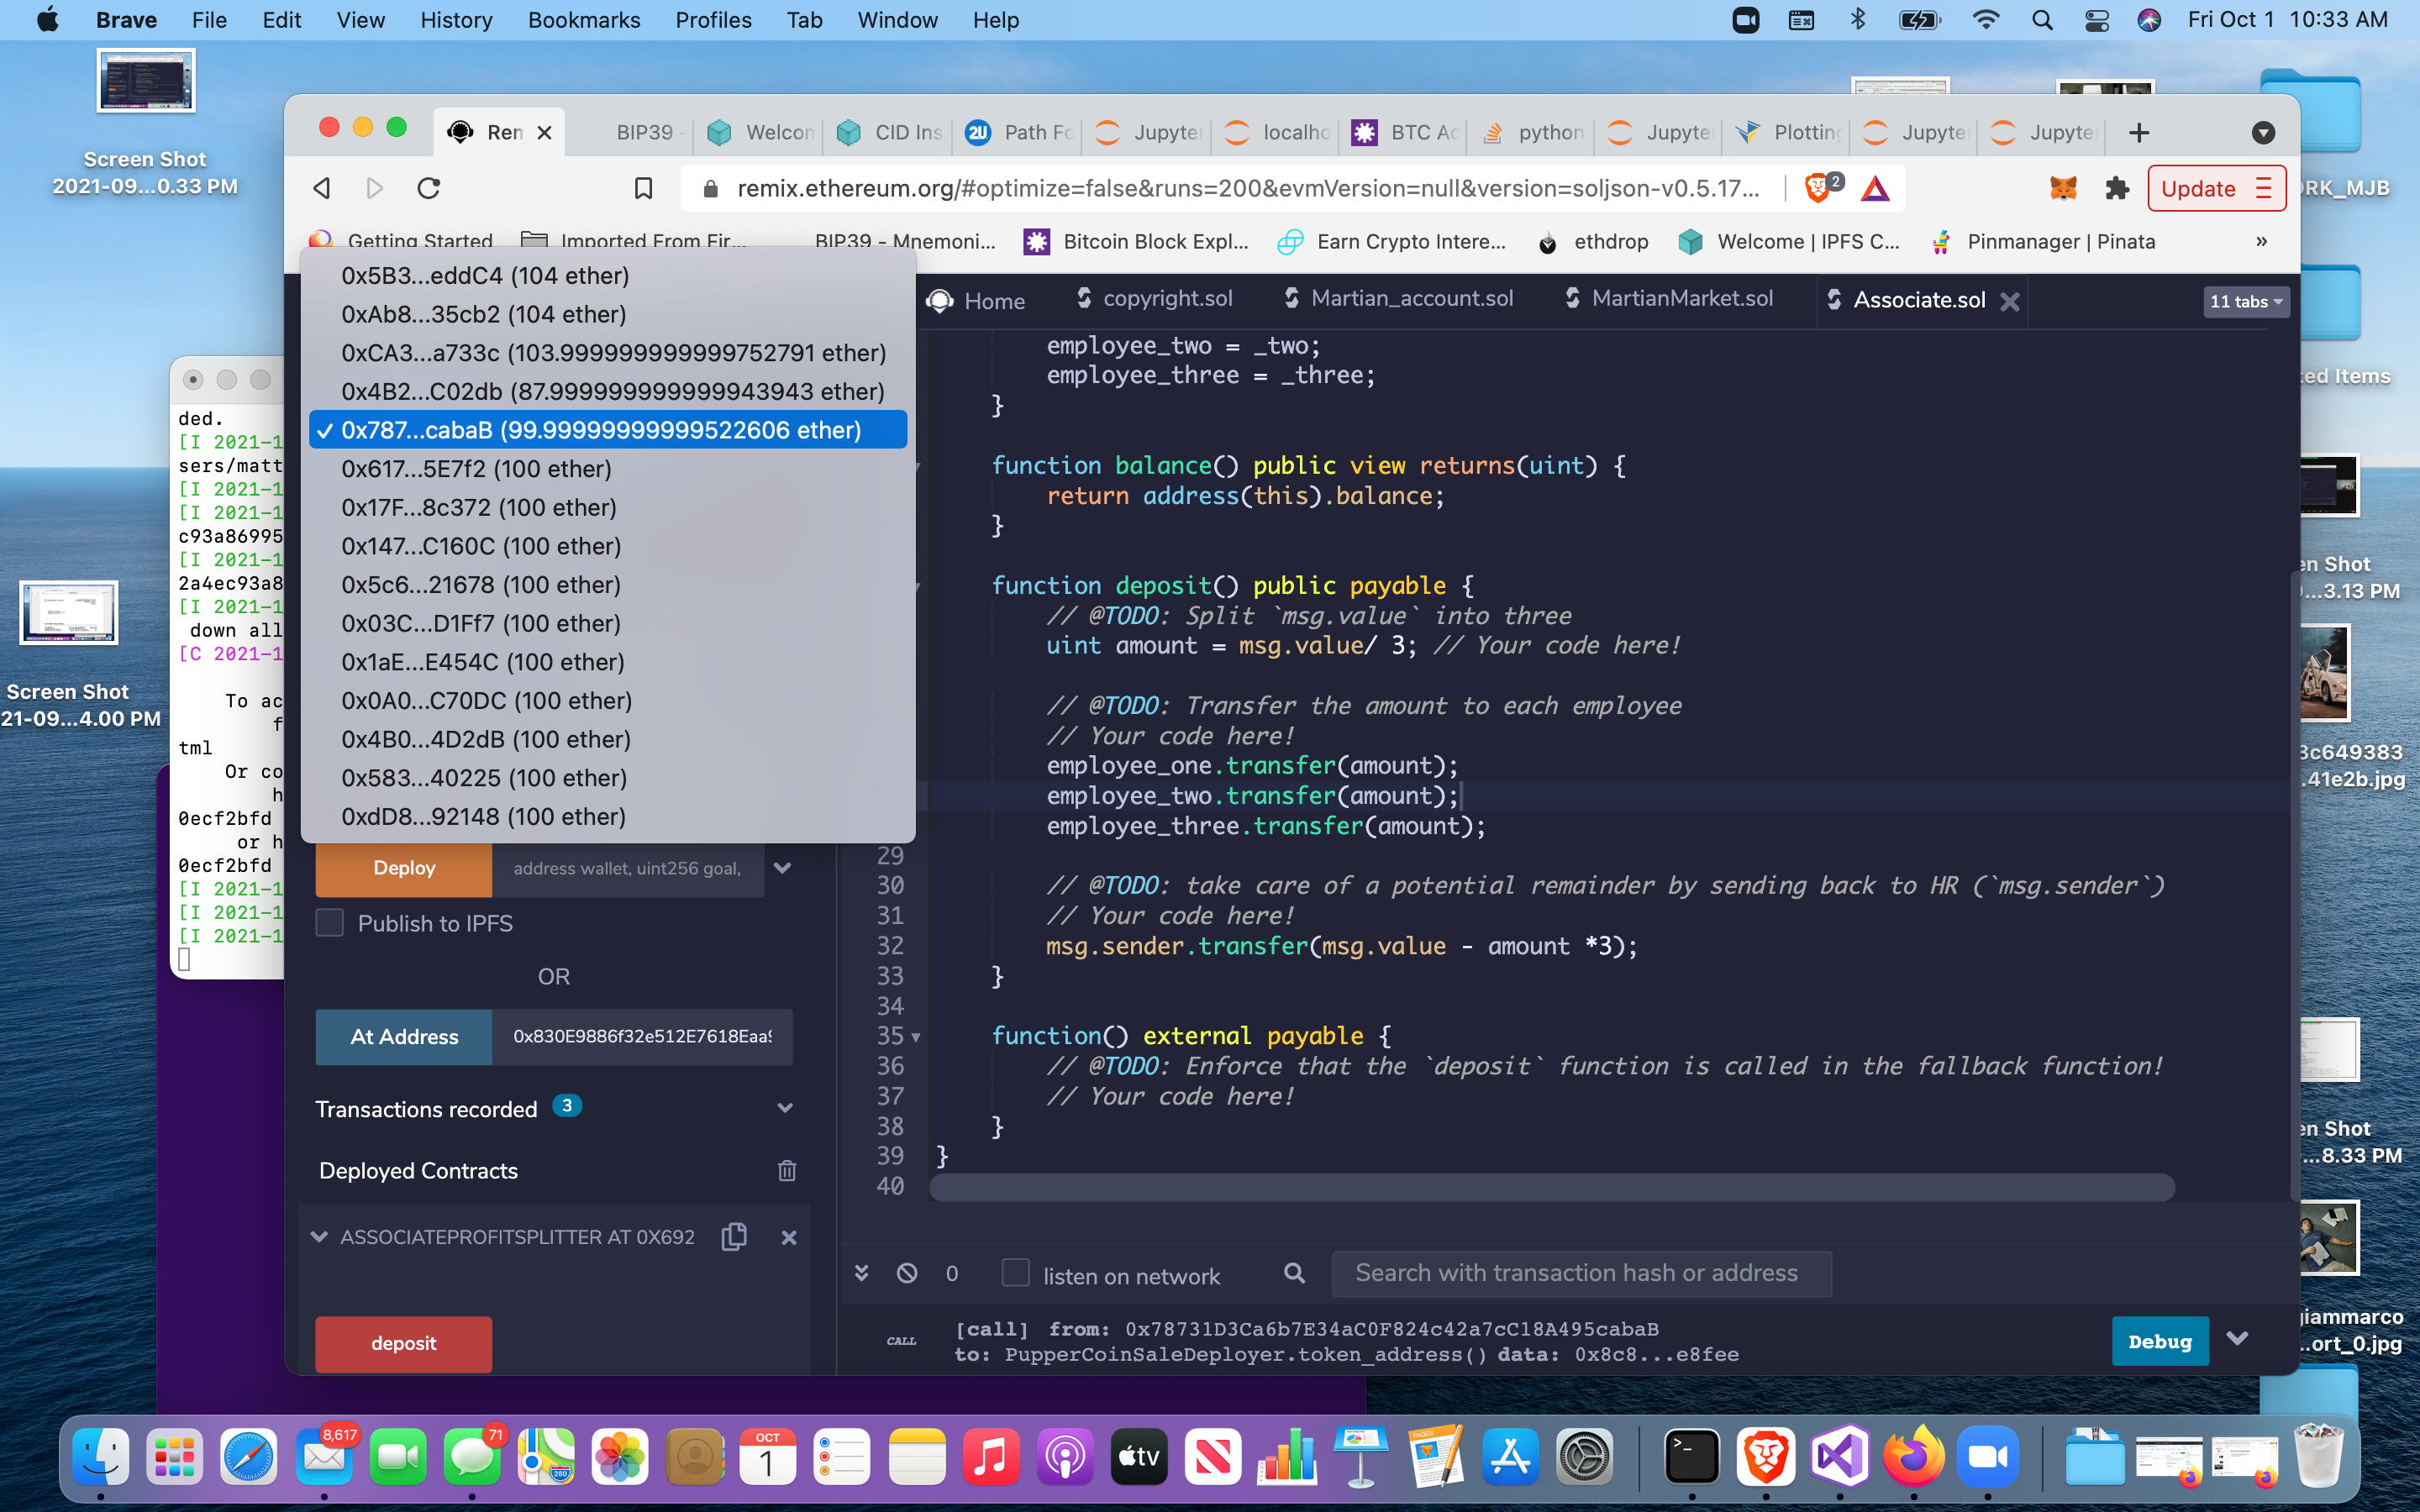 Brave File Edit View History Bookmarks Profiles Tab Window Help Fri Oct 1 10:33 AM
Screen Shot
2021-09...0.33 PM
Screen Shot
21-09...4.00 PM
RK_MJB
ted Items
en Shot
...3.13 PM
3c649383
.41e2b.jpg
en Shot
...8.33 PM
giammarco
...ort_0.jpg
Ren BIP39 - Welcon CID Ins 2U Path Fo Jupyter localho BTC Ac python Jupyte Plotting Jupyte Jupyte
remix.ethereum.org/#optimize=false&runs=200&evmVersion=null&version=soljson-v0.5.17... 2 Update
Getting Started Imported From Fir... BIP39 - Mnemoni... Bitcoin Block Expl... Earn Crypto Intere... ethdrop Welcome | IPFS C... Pinmanager | Pinata »
0x5B3...eddC4 (104 ether)
0xAb8...35cb2 (104 ether)
0xCA3...a733c (103.999999999999752791 ether)
0x4B2...C02db (87.9999999999999943943 ether)
✓ 0x787...cabaB (99.99999999999522606 ether)
0x617...5E7f2 (100 ether)
0x17F...8c372 (100 ether)
0x147...C160C (100 ether)
0x5c6...21678 (100 ether)
0x03C...D1Ff7 (100 ether)
0x1aE...E454C (100 ether)
0x0A0...C70DC (100 ether)
0x4B0...4D2dB (100 ether)
0x583...40225 (100 ether)
0xdD8...92148 (100 ether)
Deploy address wallet, uint256 goal,
Publish to IPFS
OR
At Address 0x830E9886f32e512E7618Eaa9
Transactions recorded 3
Deployed Contracts
ASSOCIATEPROFITSPLITTER AT 0X692
deposit
ded.
[I 2021-1
sers/matt
[I 2021-1
[I 2021-1
c93a86995
[I 2021-1
2a4ec93a8
[I 2021-1
down all
[C 2021-1
To ac
f
tml
Or co
h
0ecf2bfd
or h
0ecf2bfd
[I 2021-1
[I 2021-1
[I 2021-1
Home copyright.sol Martian_account.sol MartianMarket.sol Associate.sol 11 tabs
employee_two = _two;
employee_three = _three;
}
function balance() public view returns(uint) {
return address(this).balance;
}
function deposit() public payable {
// @TODO: Split `msg.value` into three
uint amount = msg.value/ 3; // Your code here!
// @TODO: Transfer the amount to each employee
// Your code here!
employee_one.transfer(amount);
employee_two.transfer(amount);
employee_three.transfer(amount);
29
30 // @TODO: take care of a potential remainder by sending back to HR (`msg.sender`)
31 // Your code here!
32 msg.sender.transfer(msg.value - amount *3);
33 }
34
35 function() external payable {
36 // @TODO: Enforce that the `deposit` function is called in the fallback function!
37 // Your code here!
38 }
39 }
40
0 listen on network Search with transaction hash or address
CALL [call] from: 0x78731D3Ca6b7E34aC0F824c42a7cC18A495cabaB
to: PupperCoinSaleDeployer.token_address() data: 0x8c8...e8fee Debug
8,617 71 280 OCT 1 tv PAGES